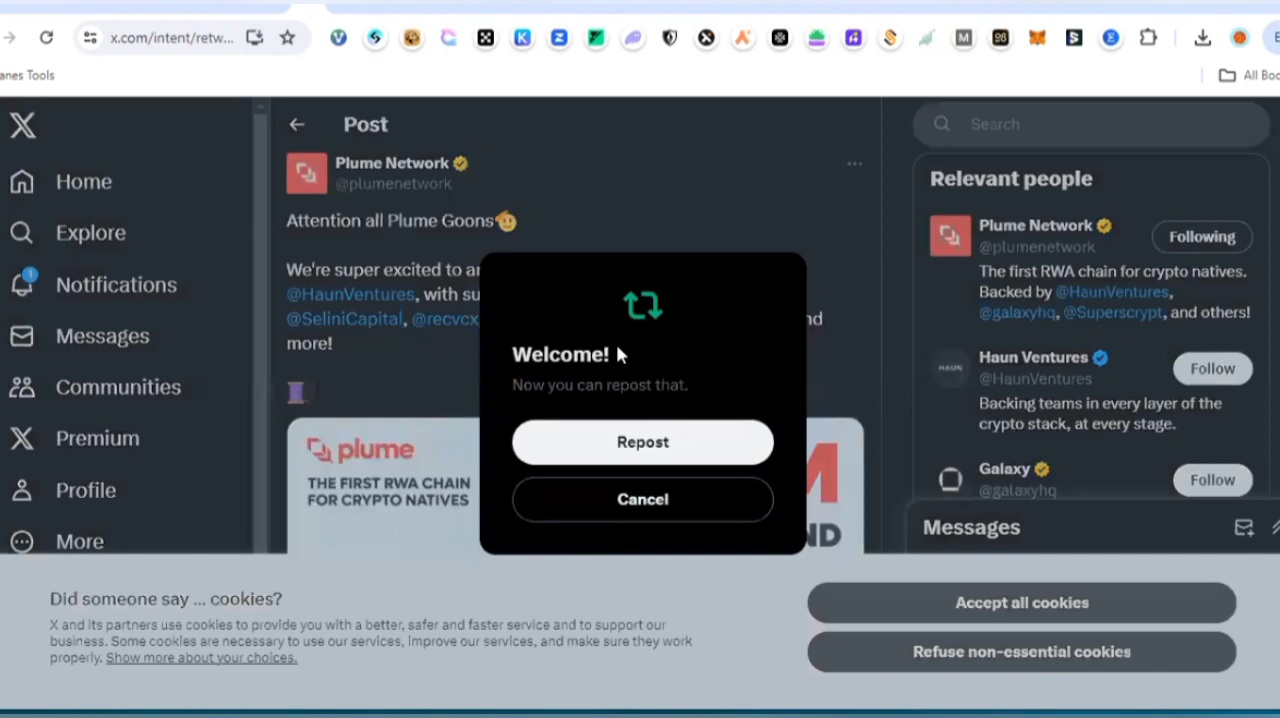 x.com/intent/retw...
anes Tools
All Boo
Home
Explore
1
Notifications
Messages
Communities
Premium
Profile
More
Post
Plume Network
@plumenetwork
Attention all Plume Goons
We're super excited to an
@HaunVentures, with su
@SeliniCapital, @recvcx
nd
more!
plume
THE FIRST RWA CHAIN
FOR CRYPTO NATIVES
M
ND
Welcome!
Now you can repost that.
Repost
Cancel
Search
Relevant people
Plume Network
@plumenetwork
Following
The first RWA chain for crypto natives.
Backed by @HaunVentures,
@galaxyhq, @Superscrypt, and others!
HAUN
Haun Ventures
@HaunVentures
Follow
Backing teams in every layer of the
crypto stack, at every stage.
Galaxy
@galaxyhq
Follow
Messages
Did someone say ... cookies?
X and its partners use cookies to provide you with a better, safer and faster service and to support our
business. Some cookies are necessary to use our services, improve our services, and make sure they work
properly. Show more about your choices.
Accept all cookies
Refuse non-essential cookies